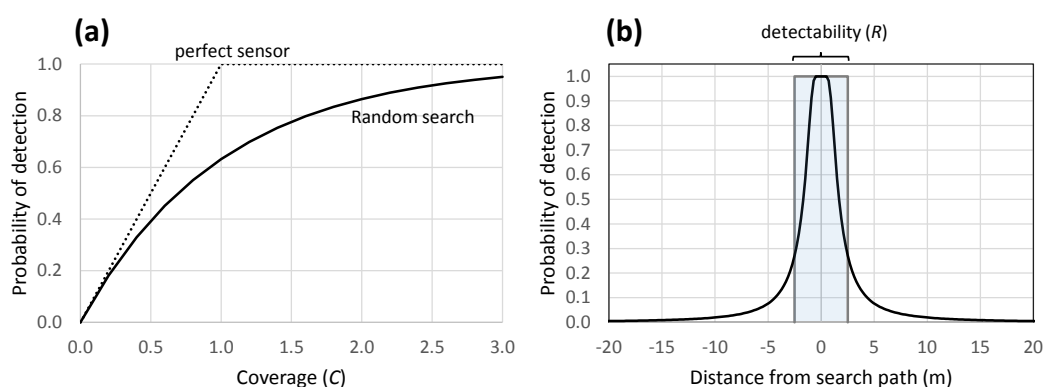 (a)
perfect sensor
1.0
0.8
0.6
0.4
0.2
0.0
Random search
Probability of detection
0.0 0.5 1.0 1.5 2.0 2.5 3.0
Coverage (C)
(b)
detectability (R)
1.0
0.9
0.8
0.7
0.6
0.5
0.4
0.3
0.2
0.1
0.0
Probability of detection
-20 -15 -10 -5 0 5 10 15 20
Distance from search path (m)